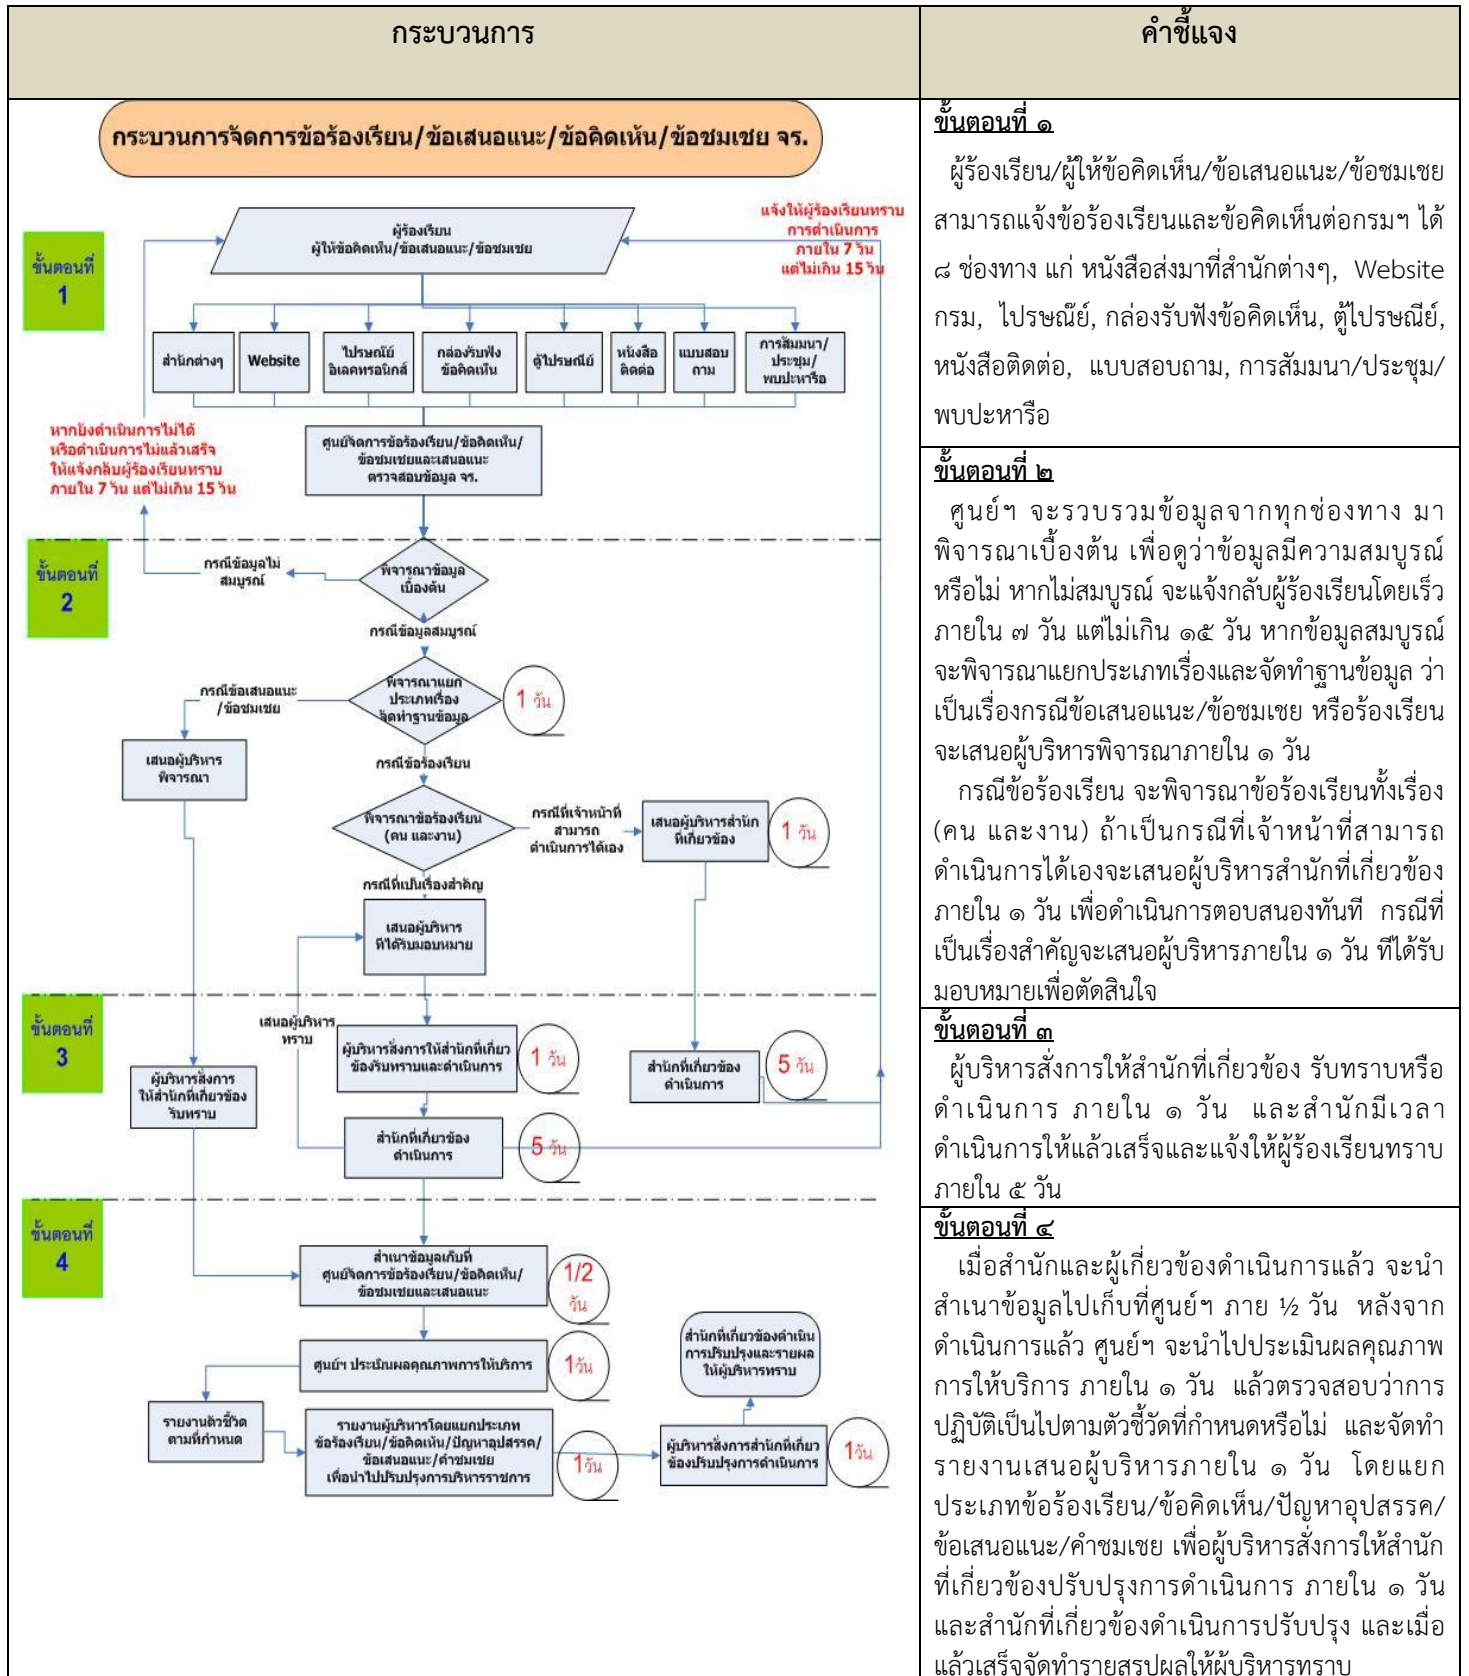 กระบวนการ
คำชี้แจง
กระบวนการจัดการข้อร้องเรียน/ข้อเสนอแนะ/ข้อคิดเห้น/ข้อชมเชย จร.
ขั้นตอนที่
1
ผู้ร้องเรียน
ผู้ให้ข้อคิดเห้น/ข้อเสนอแนะ/ข้อชมเชย
แจ้งให้ผู้ร้องเรียนทราบ
การดำเนินการ
ภายใน 7 วัน
แต่ไม่เกิน 15 วัน
สำนักต่างๆ
Website
ไปรษณีย์
อิเลคทรอนิกส์
กล่องรับฟัง
ข้อคิดเห็น
ตู้ไปรษณีย์
หนังสือ
ติดต่อ
แบบสอบ
ถาม
การสัมมนา/
ประชุม/
พบปะหารือ
หากยังดำเนินการไม่ได้
หรือดำเนินการไม่แล้วเสร็จ
ให้แจ้งกลับผู้ร้องเรียนทราบ
ภายใน 7 วัน แต่ไม่เกิน 15 วัน
ศูนย์จัดการข้อร้องเรียน/ข้อคิดเห็น/
ข้อชมเชยและเสนอแนะ
ตรวจสอบข้อมูล จร.
ขั้นตอนที่
2
กรณีข้อมูลไม่
สมบูรณ์
พิจารณาข้อมูล
เบื้องต้น
กรณีข้อมูลสมบูรณ์
กรณีข้อเสนอแนะ
/ข้อชมเชย
พิจารณาแยก
ประเภทเรื่อง
จัดทำฐานข้อมูล
1 วัน
เสนอผู้บริหาร
พิจารณา
กรณีข้อร้องเรียน
พิจารณาข้อร้องเรียน
(คน และงาน)
กรณีที่เจ้าหน้าที่
สามารถ
ดำเนินการได้เอง
เสนอผู้บริหารสำนัก
ที่เกี่ยวข้อง
1 วัน
กรณีที่เป็นเรื่องสำคัญ
เสนอผู้บริหาร
ที่ได้รับมอบหมาย
ขั้นตอนที่
3
เสนอผู้บริหาร
ทราบ
ผู้บริหารสั่งการให้สำนักที่เกี่ยว
ข้องรับทราบและดำเนินการ
1 วัน
สำนักที่เกี่ยวข้อง
ดำเนินการ
5 วัน
ผู้บริหารสั่งการ
ให้สำนักที่เกี่ยวข้อง
รับทราบ
สำนักที่เกี่ยวข้อง
ดำเนินการ
5 วัน
ขั้นตอนที่
4
สำเนาข้อมูลเก็บที่
ศูนย์จัดการข้อร้องเรียน/ข้อคิดเห็น/
ข้อชมเชยและเสนอแนะ
1/2
วัน
ศูนย์ฯ ประเมินผลคุณภาพการให้บริการ
1วัน
สำนักที่เกี่ยวข้องดำเนิน
การปรับปรุงและรายผล
ให้ผู้บริหารทราบ
รายงานตัวชี้วัด
ตามที่กำหนด
รายงานผู้บริหารโดยแยกประเภท
ข้อร้องเรียน/ข้อคิดเห็น/ปัญหาอุปสรรค/
ข้อเสนอแนะ/คำชมเชย
เพื่อนำไปปรับปรุงการบริหารราชการ
1วัน
ผู้บริหารสั่งการสำนักที่เกี่ยว
ข้องปรับปรุงการดำเนินการ
1วัน
ขั้นตอนที่ ๑
ผู้ร้องเรียน/ผู้ให้ข้อคิดเห็น/ข้อเสนอแนะ/ข้อชมเชย
สามารถแจ้งข้อร้องเรียนและข้อคิดเห็นต่อกรมฯ ได้
๘ ช่องทาง แก่ หนังสือส่งมาที่สำนักต่างๆ, Website
กรม, ไปรษณ๊ย์, กล่องรับฟังข้อคิดเห็น, ตู้ไปรษณีย์,
หนังสือติดต่อ, แบบสอบถาม, การสัมมนา/ประชุม/
พบปะหารือ
ขั้นตอนที่ ๒
ศูนย์ฯ จะรวบรวมข้อมูลจากทุกช่องทาง มา
พิจารณาเบื้องต้น เพื่อดูว่าข้อมูลมีความสมบูรณ์
หรือไม่ หากไม่สมบูรณ์ จะแจ้งกลับผู้ร้องเรียนโดยเร็ว
ภายใน ๗ วัน แต่ไม่เกิน ๑๕ วัน หากข้อมูลสมบูรณ์
จะพิจารณาแยกประเภทเรื่องและจัดทำฐานข้อมูล ว่า
เป็นเรื่องกรณีข้อเสนอแนะ/ข้อชมเชย หรือร้องเรียน
จะเสนอผู้บริหารพิจารณาภายใน ๑ วัน
กรณีข้อร้องเรียน จะพิจารณาข้อร้องเรียนทั้งเรื่อง
(คน และงาน) ถ้าเป็นกรณีที่เจ้าหน้าที่สามารถ
ดำเนินการได้เองจะเสนอผู้บริหารสำนักที่เกี่ยวข้อง
ภายใน ๑ วัน เพื่อดำเนินการตอบสนองทันที กรณีที่
เป็นเรื่องสำคัญจะเสนอผู้บริหารภายใน ๑ วัน ทีได้รับ
มอบหมายเพื่อตัดสินใจ
ขั้นตอนที่ ๓
ผู้บริหารสั่งการให้สำนักที่เกี่ยวข้อง รับทราบหรือ
ดำเนินการ ภายใน ๑ วัน และสำนักมีเวลา
ดำเนินการให้แล้วเสร็จและแจ้งให้ผู้ร้องเรียนทราบ
ภายใน ๕ วัน
ขั้นตอนที่ ๔
เมื่อสำนักและผู้เกี่ยวข้องดำเนินการแล้ว จะนำ
สำเนาข้อมูลไปเก็บที่ศูนย์ฯ ภาย ½ วัน หลังจาก
ดำเนินการแล้ว ศูนย์ฯ จะนำไปประเมินผลคุณภาพ
การให้บริการ ภายใน ๑ วัน แล้วตรวจสอบว่าการ
ปฏิบัติเป็นไปตามตัวชี้วัดที่กำหนดหรือไม่ และจัดทำ
รายงานเสนอผู้บริหารภายใน ๑ วัน โดยแยก
ประเภทข้อร้องเรียน/ข้อคิดเห็น/ปัญหาอุปสรรค/
ข้อเสนอแนะ/คำชมเชย เพื่อผู้บริหารสั่งการให้สำนัก
ที่เกี่ยวข้องปรับปรุงการดำเนินการ ภายใน ๑ วัน
และสำนักที่เกี่ยวข้องดำเนินการปรับปรุง และเมื่อ
แล้วเสร็จจัดทำรายสรุปผลให้ผู้บริหารทราบ